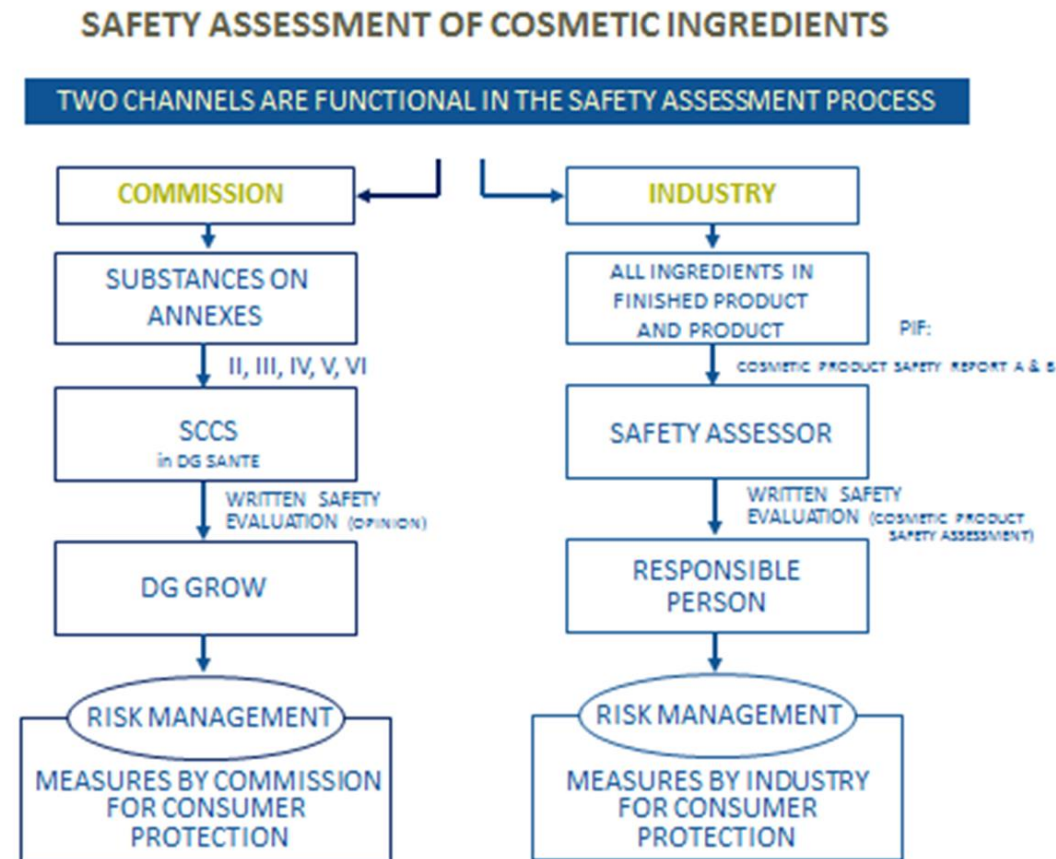 SAFETY ASSESSMENT OF COSMETIC INGREDIENTS
TWO CHANNELS ARE FUNCTIONAL IN THE SAFETY ASSESSMENT PROCESS
COMMISSION
SUBSTANCES ON
ANNEXES
II, III, IV, V, VI
SCCS
in DG SANTE
WRITTEN SAFETY
EVALUATION (OPINION)
DG GROW
RISK MANAGEMENT
MEASURES BY COMMISSION
FOR CONSUMER
PROTECTION
INDUSTRY
ALL INGREDIENTS IN
FINISHED PRODUCT
AND PRODUCT
PIF:
COSMETIC PRODUCT SAFETY REPORT A & B
SAFETY ASSESSOR
WRITTEN SAFETY
EVALUATION (COSMETIC PRODUCT
SAFETY ASSESSMENT)
RESPONSIBLE
PERSON
RISK MANAGEMENT
MEASURES BY INDUSTRY
FOR CONSUMER
PROTECTION